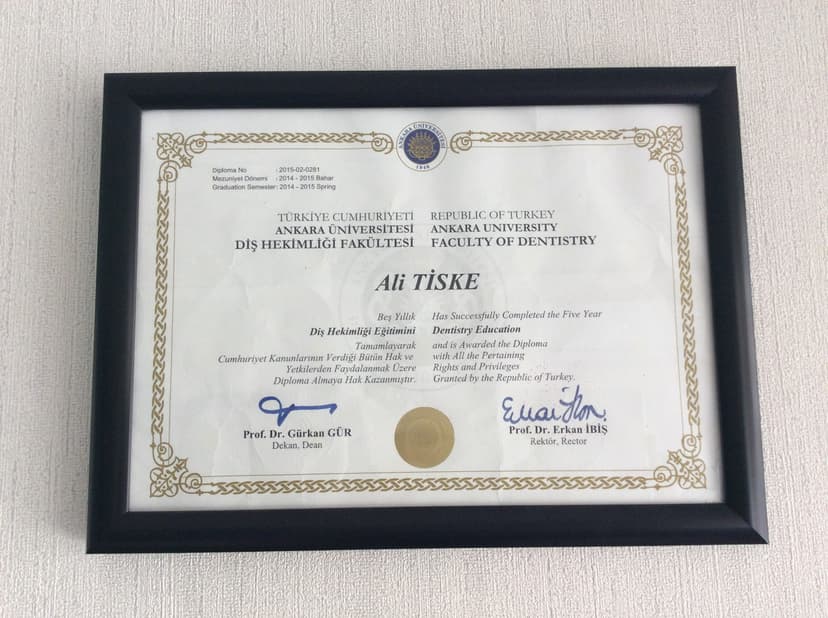 ANKARA ÜNİVERSİTESİ
1946
Diploma No : 2015-02-0281
Mezuniyet Dönemi : 2014 - 2015 Bahar
Graduation Semester: 2014 - 2015 Spring
TÜRKİYE CUMHURİYETİ
ANKARA ÜNİVERSİTESİ
DİŞ HEKİMLİĞİ FAKÜLTESİ
REPUBLIC OF TURKEY
ANKARA UNIVERSITY
FACULTY OF DENTISTRY
Ali TİSKE
Beş Yıllık
Diş Hekimliği Eğitimini
Tamamlayarak
Cumhuriyet Kanunlarının Verdiği Bütün Hak ve
Yetkilerden Faydalanmak Üzere
Diploma Almaya Hak Kazanmıştır.
Has Successfully Completed the Five Year
Dentistry Education
and is Awarded the Diploma
with All the Pertaining
Rights and Privileges
Granted by the Republic of Turkey.
Prof. Dr. Gürkan GÜR
Dekan, Dean
Prof. Dr. Erkan İBİŞ
Rektör, Rector